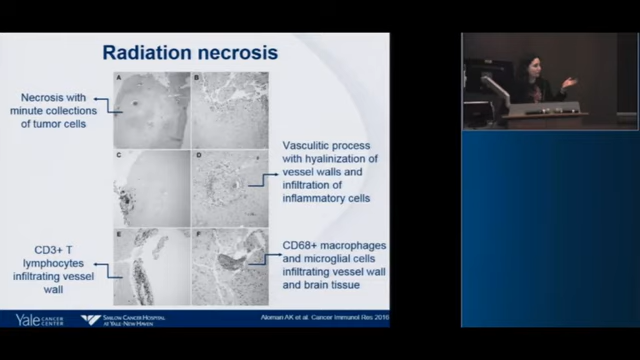 Radiation necrosis
Necrosis with
minute collections
of tumor cells
A
B
Vasculitic process
with hyalinization of
vessel walls and
infiltration of
inflammatory cells
C
D
CD3+ T
lymphocytes
infiltrating vessel
wall
E
F
CD68+ macrophages
and microglial cells
infiltrating vessel wall
and brain tissue
Yale CANCER
CENTER
SMILOW CANCER HOSPITAL
AT YALE-NEW HAVEN
Alomari AK et al. Cancer Immunol Res 2016